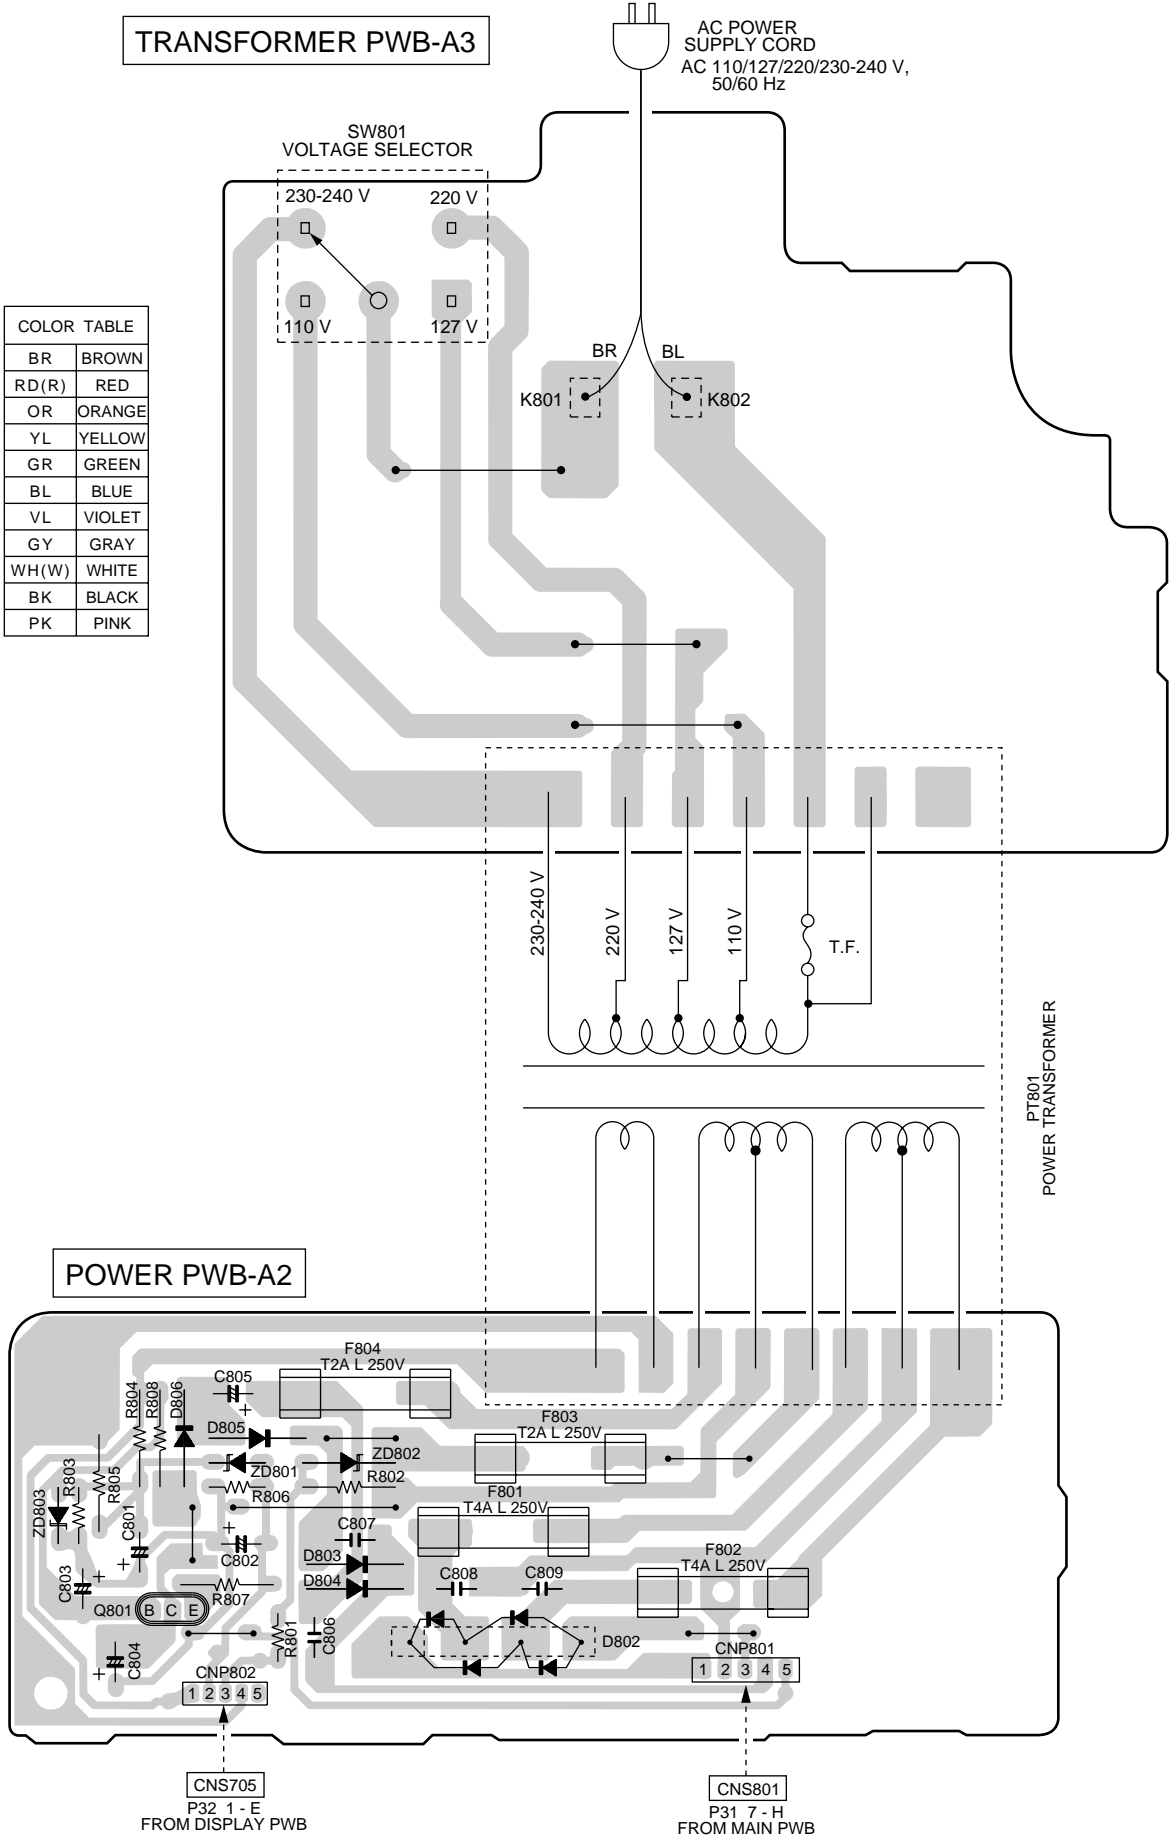 TRANSFORMER PWB-A3
AC POWER
SUPPLY CORD
AC 110/127/220/230-240 V,
50/60 Hz
SW801
VOLTAGE SELECTOR
230-240 V
220 V
110 V
127 V
COLOR TABLE
BR BROWN
RD(R) RED
OR ORANGE
YL YELLOW
GR GREEN
BL BLUE
VL VIOLET
GY GRAY
WH(W) WHITE
BK BLACK
PK PINK
BR
BL
K801
K802
230-240 V
220 V
127 V
110 V
T.F.
PT801
POWER TRANSFORMER
POWER PWB-A2
F804
T2A L 250V
C805
+
R804
R808
D806
D805
F803
T2A L 250V
ZD802
ZD801
R802
R806
R803
R805
ZD803
C801
+
F801
T4A L 250V
+
C802
C807
D803
D804
C808
C809
F802
T4A L 250V
C803
+
R807
Q801
B C E
R801
C806
D802
C804
+
CNP802
1 2 3 4 5
CNP801
1 2 3 4 5
CNS705
P32 1 - E
FROM DISPLAY PWB
CNS801
P31 7 - H
FROM MAIN PWB